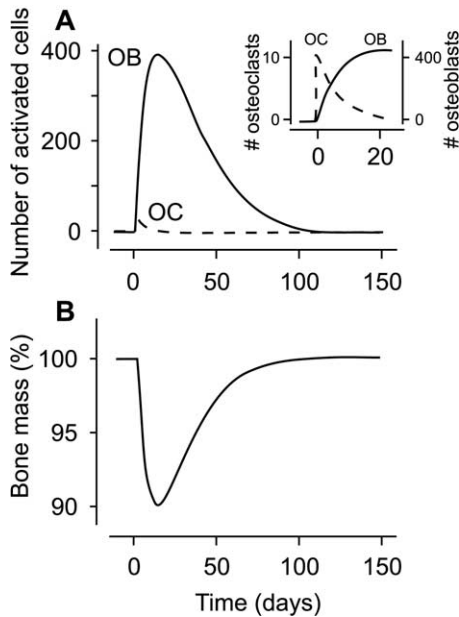 A
Number of activated cells
400
200
0
OB
OC
0 50 100 150
OC OB
# osteoclasts
10
0
400
0
# osteoblasts
0 20
B
Bone mass (%)
100
95
90
0 50 100 150
Time (days)